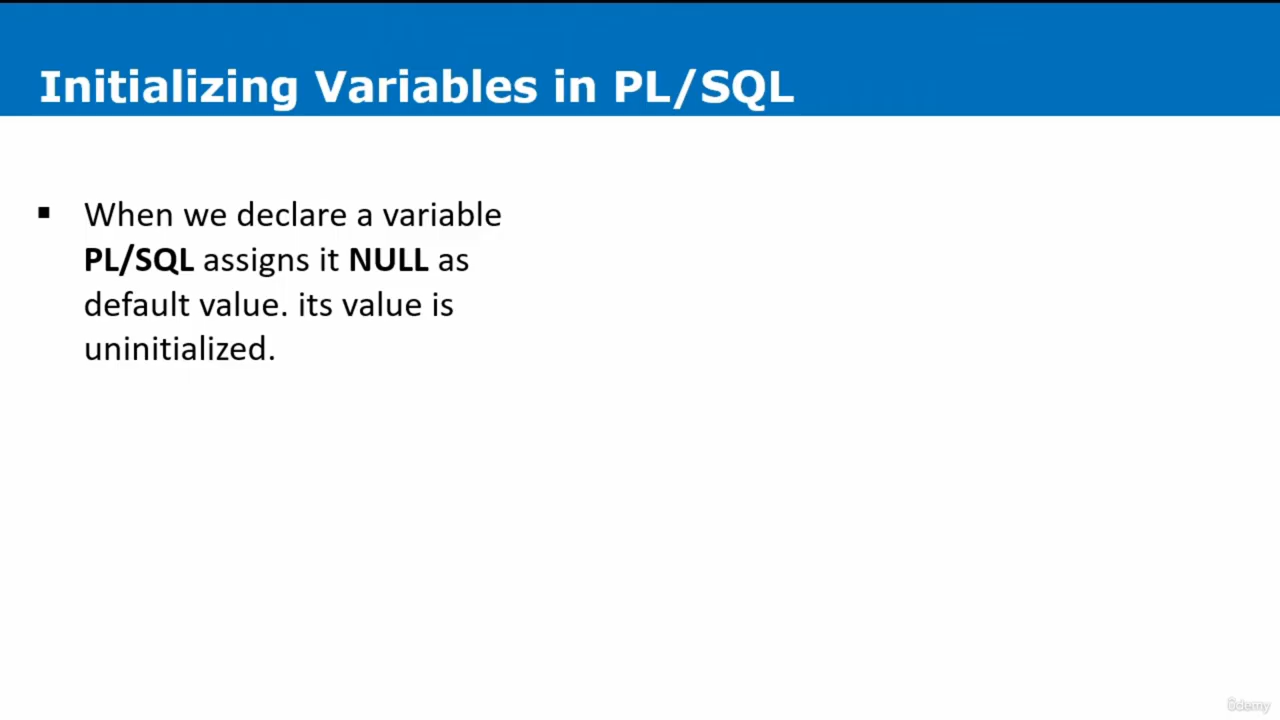 Initializing Variables in PL/SQL
▪ When we declare a variable
PL/SQL assigns it NULL as
default value. its value is
uninitialized.
ûdemy